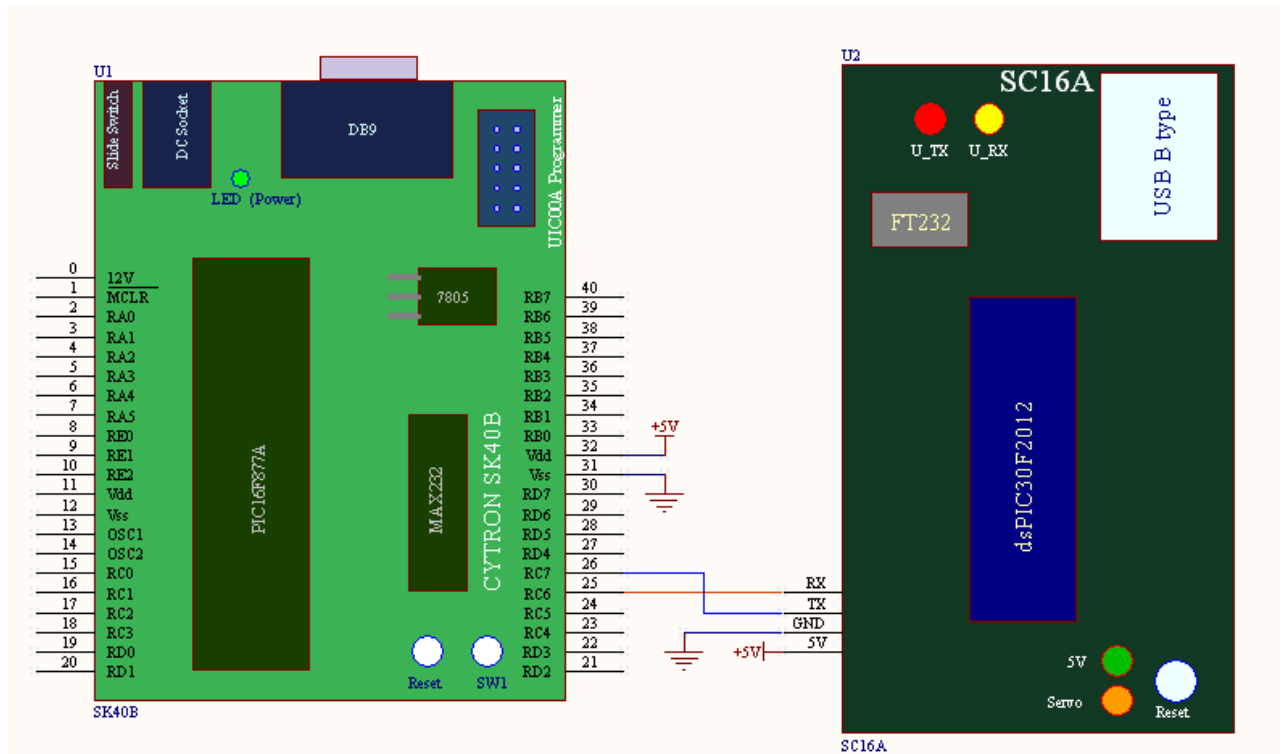 U1
Slide Switch
DC Socket
LED (Power)
DB9
UIC00A Programmer
7805
PIC16F877A
MAX232
CYTRON SK40B
Reset
SW1
0 12V
1 MCLR
2 RA0
3 RA1
4 RA2
5 RA3
6 RA4
7 RA5
8 RE0
9 RE1
10 RE2
11 Vdd
12 Vss
13 OSC1
14 OSC2
15 RC0
16 RC1
17 RC2
18 RC3
19 RD0
20 RD1
RB7 40
RB6 39
RB5 38
RB4 37
RB3 36
RB2 35
RB1 34
RB0 33
Vdd 32
Vss 31
RD7 30
RD6 29
RD5 28
RD4 27
RC7 26
RC6 25
RC5 24
RC4 23
RD3 22
RD2 21
SK40B
+5V
+5V
RX
TX
GND
5V
U2
SC16A
U_TX
U_RX
USB B type
FT232
dsPIC30F2012
5V
Servo
Reset
SC16A